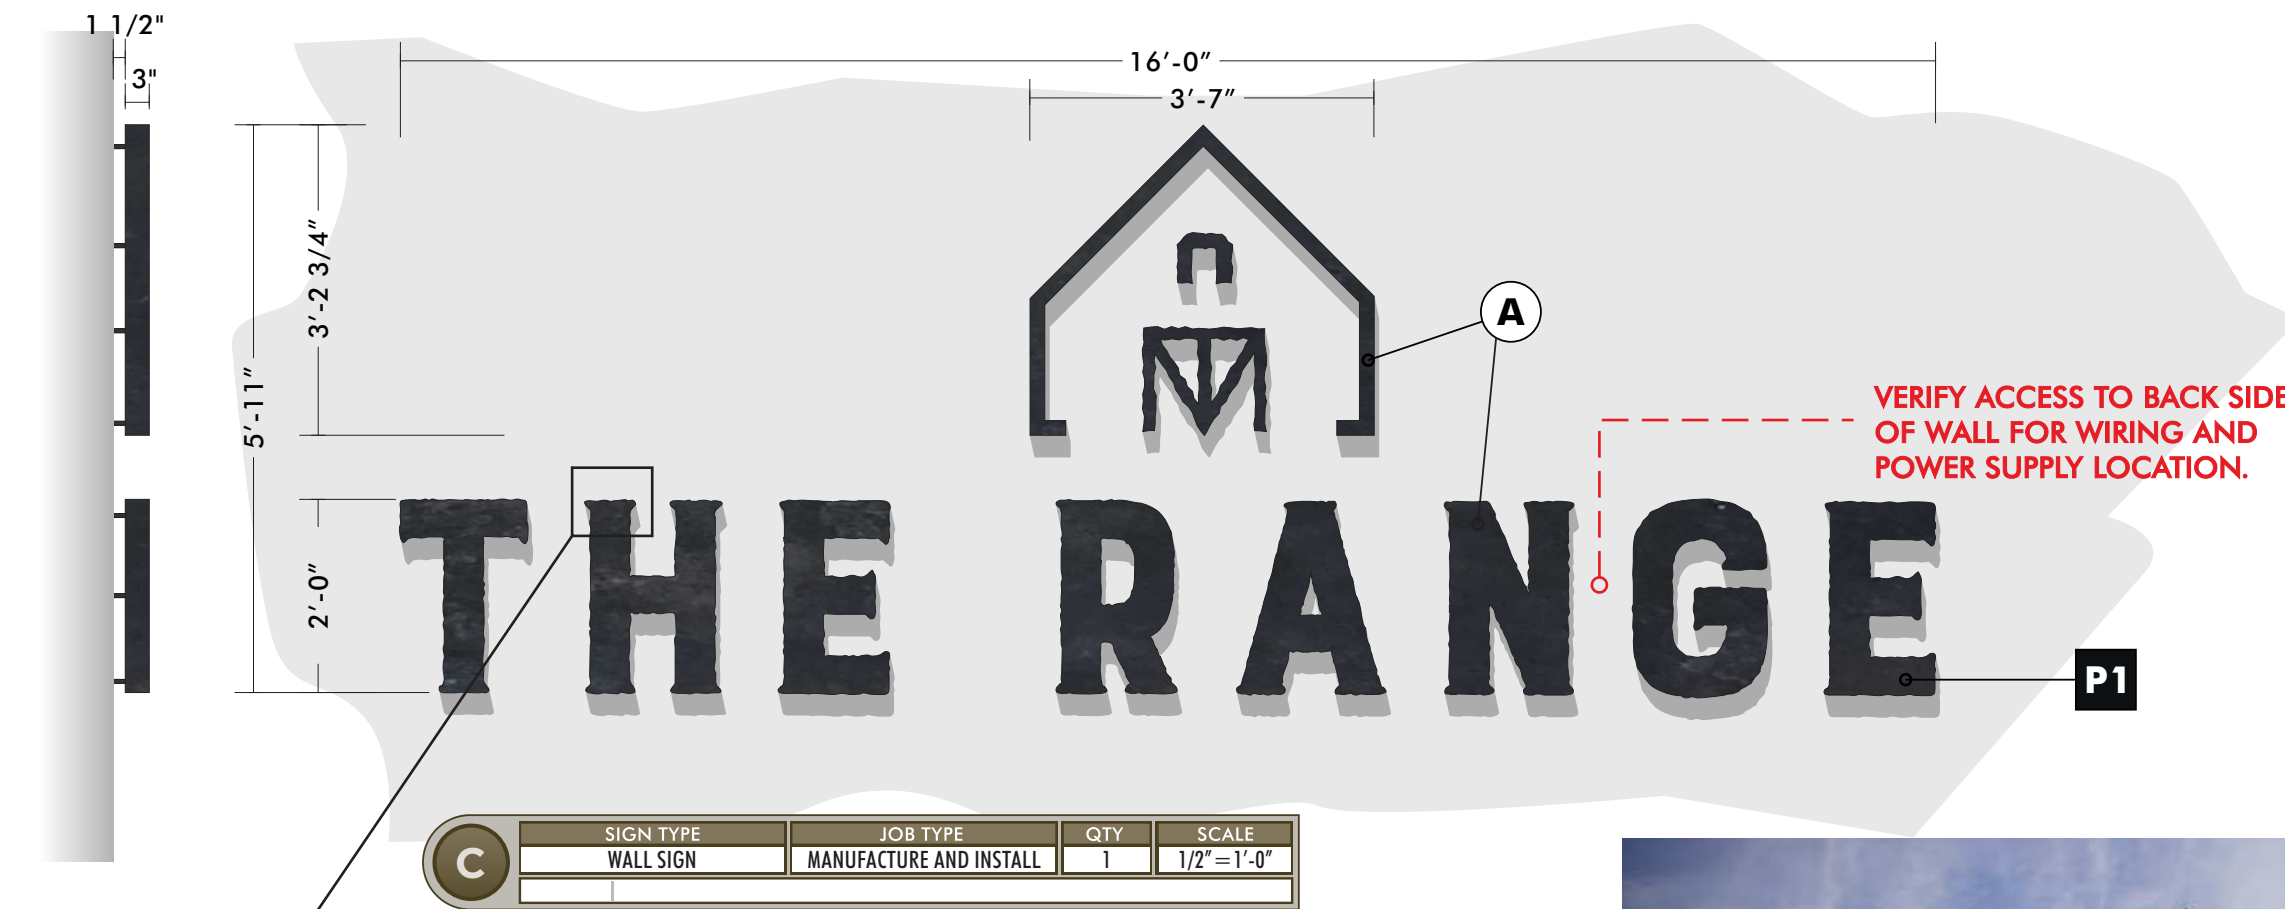 1 1/2"
3"
16′-0″
3′-7″
3′-2 3/4″
5′-11″
2′-0″
A
VERIFY ACCESS TO BACK SIDE
OF WALL FOR WIRING AND
POWER SUPPLY LOCATION.
THE RANGE
P1
C
SIGN TYPE JOB TYPE QTY SCALE
WALL SIGN MANUFACTURE AND INSTALL 1 1/2″=1′-0″